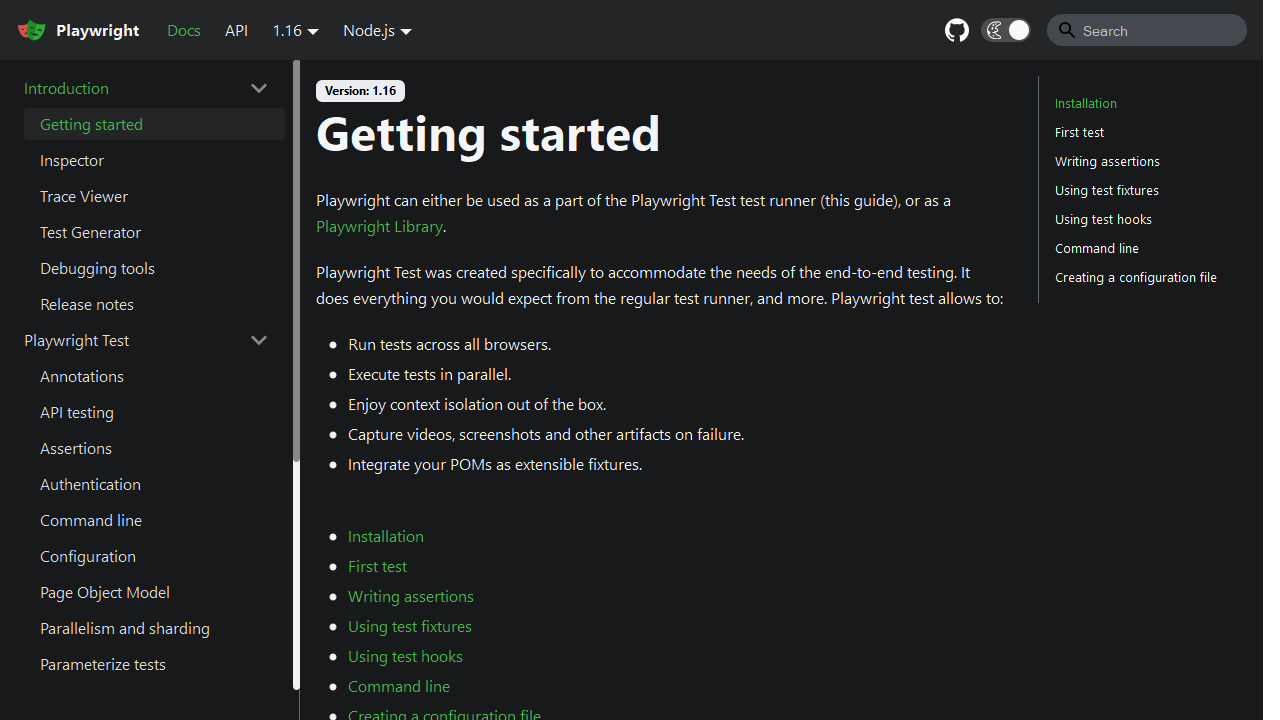 Playwright Docs API 1.16 Node.js Search
Introduction
Getting started
Inspector
Trace Viewer
Test Generator
Debugging tools
Release notes
Playwright Test
Annotations
API testing
Assertions
Authentication
Command line
Configuration
Page Object Model
Parallelism and sharding
Parameterize tests
Version: 1.16
Getting started
Playwright can either be used as a part of the Playwright Test test runner (this guide), or as a
Playwright Library.
Playwright Test was created specifically to accommodate the needs of the end-to-end testing. It
does everything you would expect from the regular test runner, and more. Playwright test allows to:
Run tests across all browsers.
Execute tests in parallel.
Enjoy context isolation out of the box.
Capture videos, screenshots and other artifacts on failure.
Integrate your POMs as extensible fixtures.
Installation
First test
Writing assertions
Using test fixtures
Using test hooks
Command line
Creating a configuration file
Installation
First test
Writing assertions
Using test fixtures
Using test hooks
Command line
Creating a configuration file